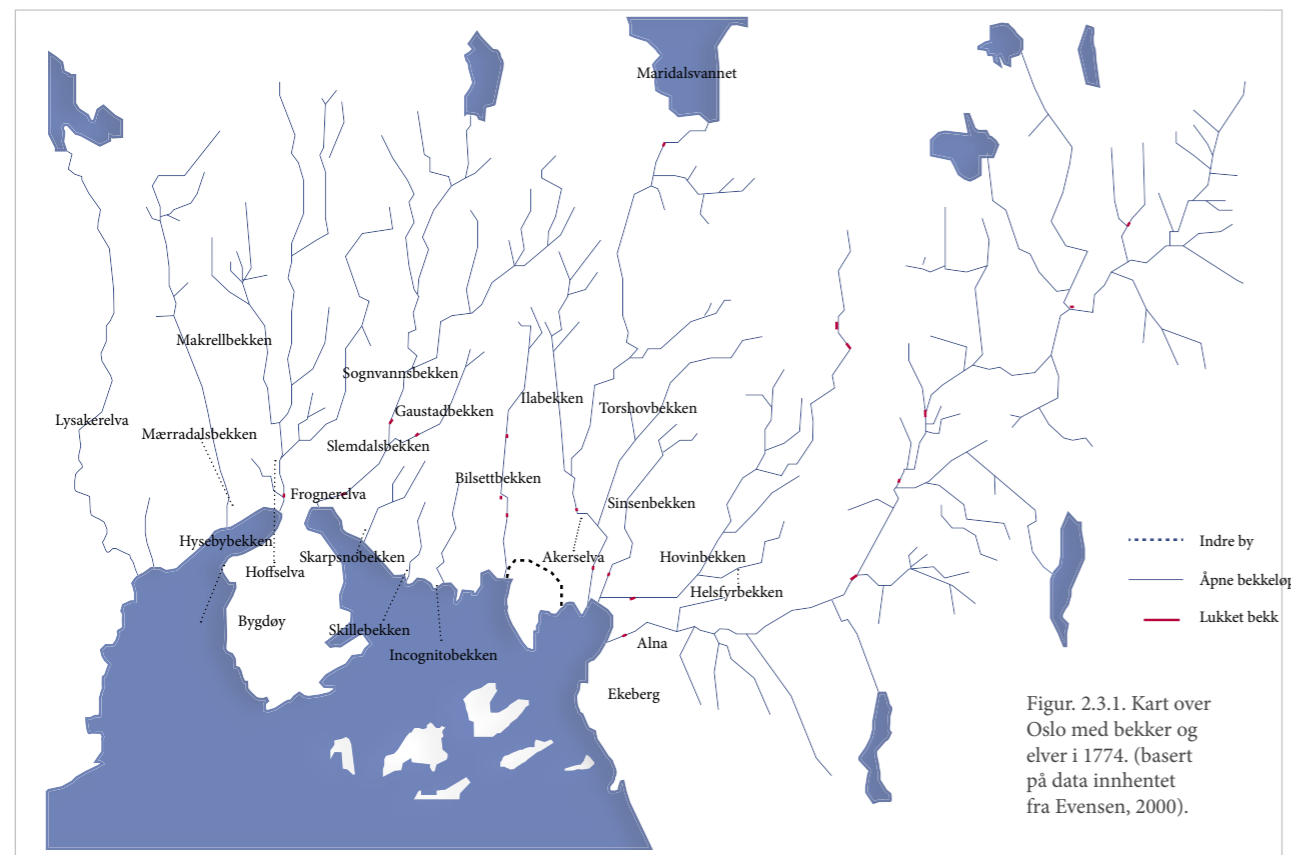 Maridalsvannet
Makrellbekken
Sognvannsbekken
Ilabekken
Torshovbekken
Gaustadbekken
Lysakerelva
Mærradalsbekken
Slemdalsbekken
Bilsettbekken
Frognerelva
Sinsenbekken
Hysebybekken
Skarpsnobekken
Akerselva
Hovinbekken
Hoffselva
Helsfyrbekken
Bygdøy
Skillebekken
Alna
Incognitobekken
Ekeberg
Indre by
Åpne bekkeløp
Lukket bekk
Figur. 2.3.1. Kart over
Oslo med bekker og
elver i 1774. (basert
på data innhentet
fra Evensen, 2000).